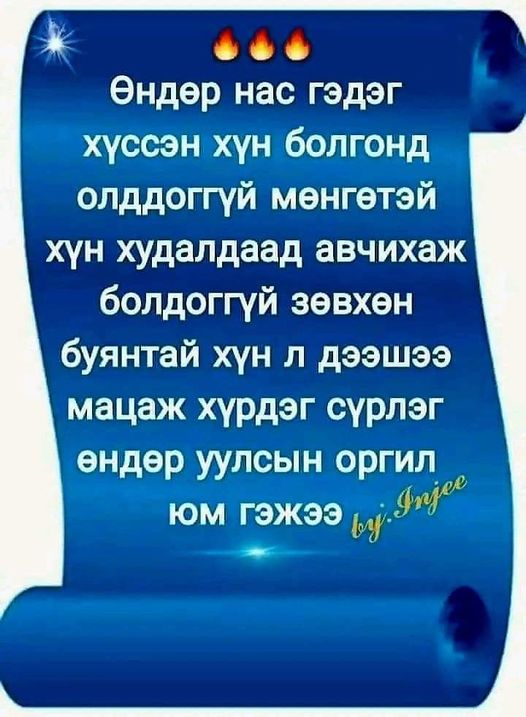 🔥🔥🔥
Өндөр нас гэдэг
хүссэн хүн болгонд
олддоггүй мөнгөтэй
хүн худалдаад авчихаж
болдоггүй зөвхөн
буянтай хүн л дээшээ
мацаж хүрдэг сүрлэг
өндөр уулсын оргил
юм гэжээ by.Injee